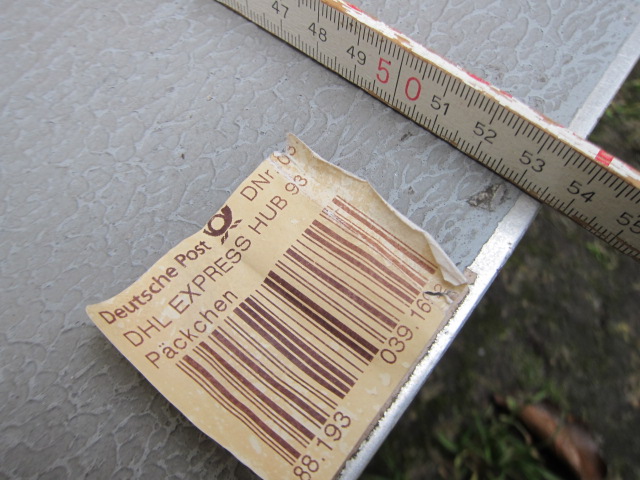 47 48 49 50 51 52 53 54 55
Deutsche Post DNr.
DHL EXPRESS HUB 93
Päckchen
88.193 039.16